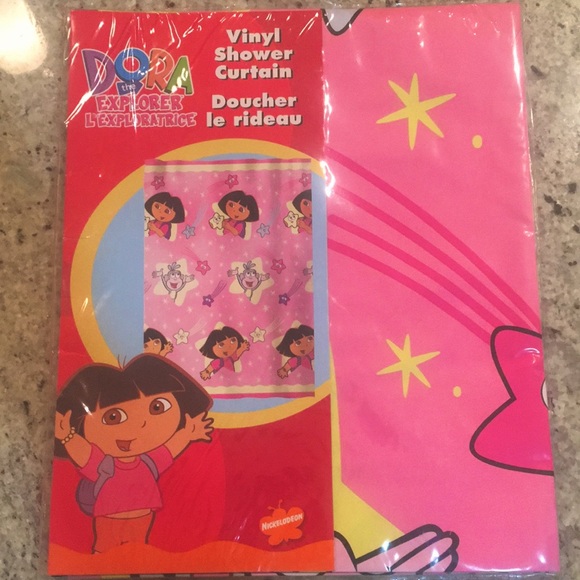 DORA
the
EXPLORER
L'EXPLORATRICE
Vinyl
Shower
Curtain
Doucher
le rideau
NICKELODEON